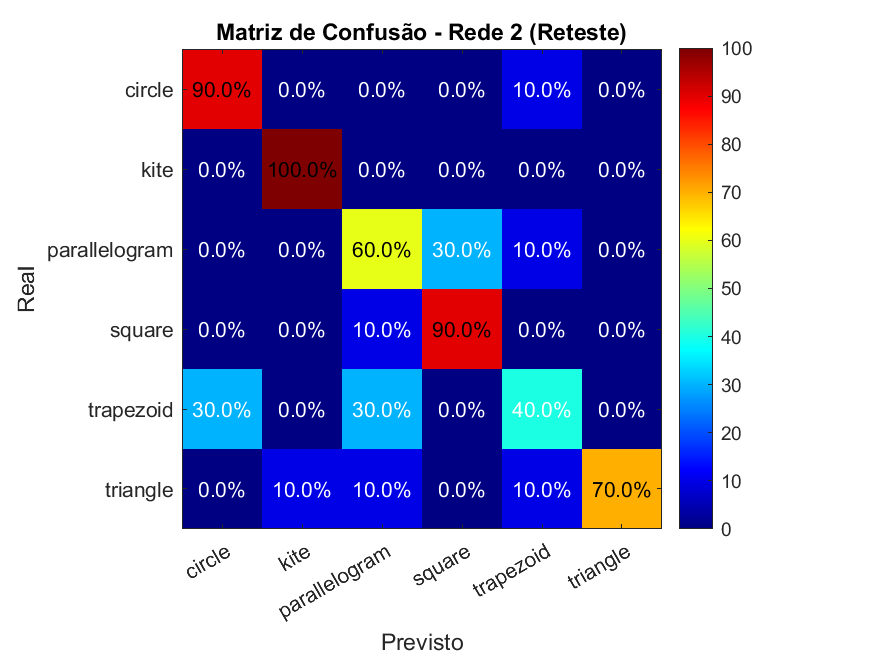 Matriz de Confusão - Rede 2 (Reteste)
Real
circle 90.0% 0.0% 0.0% 0.0% 10.0% 0.0%
kite 0.0% 100.0% 0.0% 0.0% 0.0% 0.0%
parallelogram 0.0% 0.0% 60.0% 30.0% 10.0% 0.0%
square 0.0% 0.0% 10.0% 90.0% 0.0% 0.0%
trapezoid 30.0% 0.0% 30.0% 0.0% 40.0% 0.0%
triangle 0.0% 10.0% 10.0% 0.0% 10.0% 70.0%
circle kite parallelogram square trapezoid triangle
Previsto
100
90
80
70
60
50
40
30
20
10
0